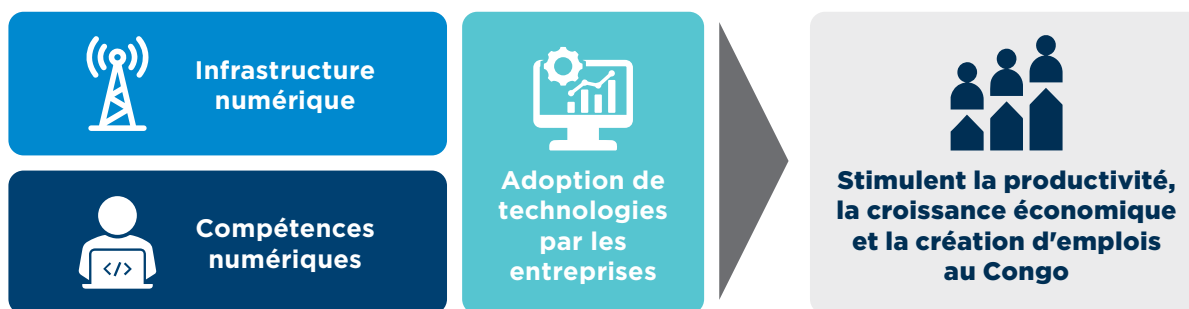 Infrastructure
numérique
Compétences
numériques
</>
Adoption de
technologies
par les
entreprises
Stimulent la productivité,
la croissance économique
et la création d'emplois
au Congo